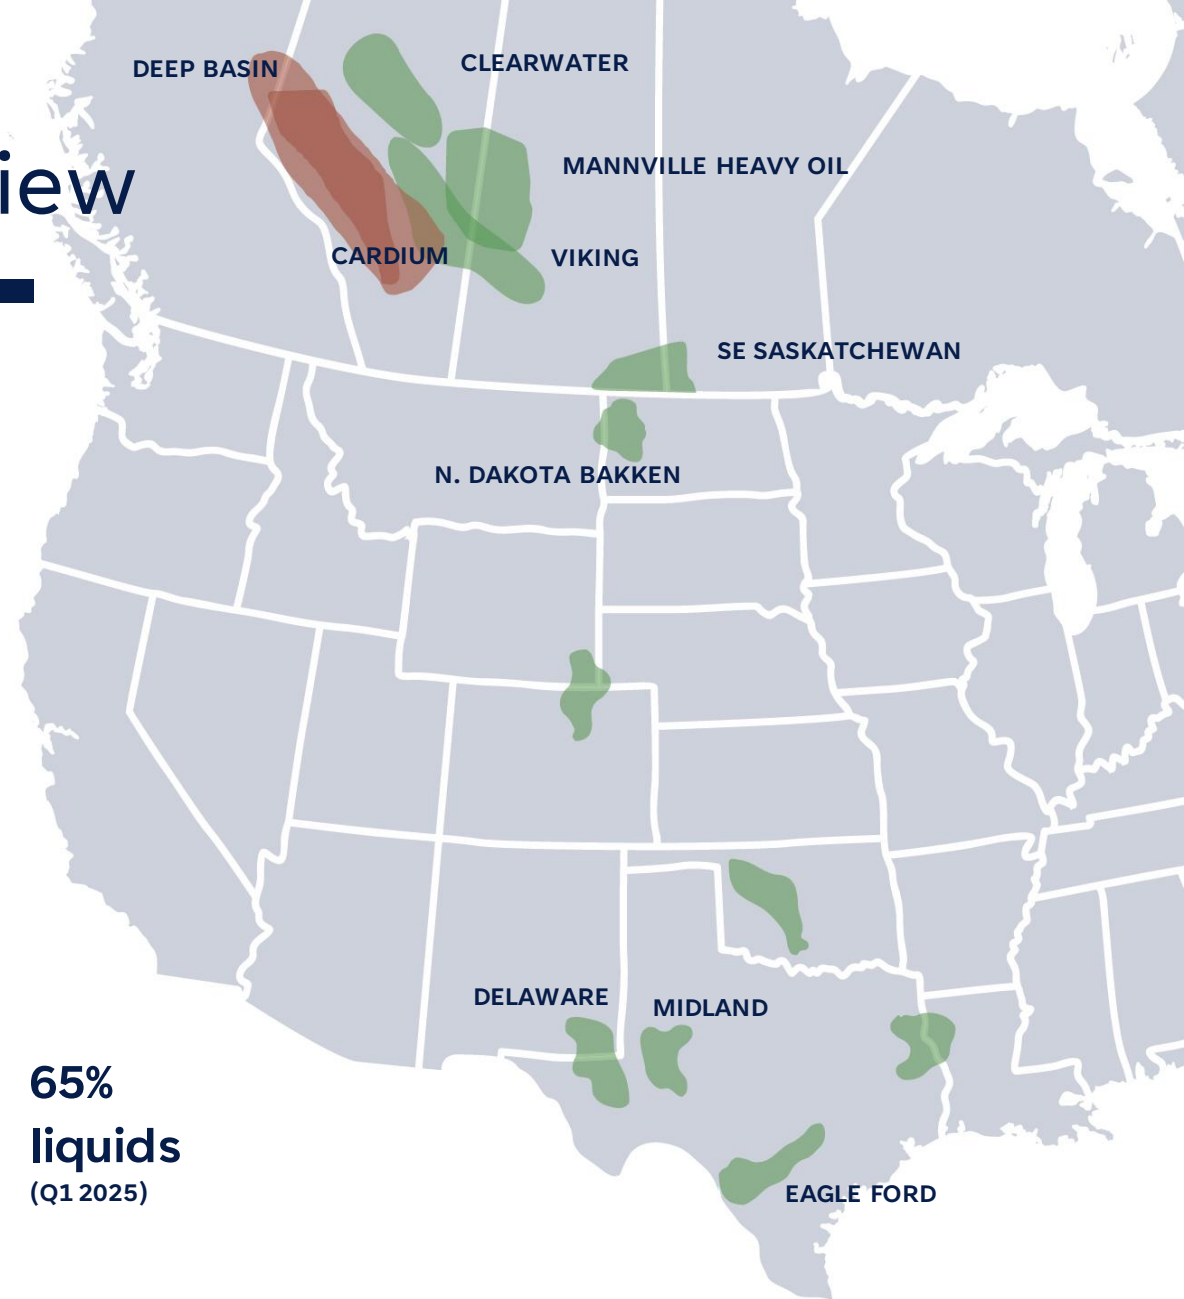 DEEP BASIN
CLEARWATER
MANNVILLE HEAVY OIL
iew
CARDIUM
VIKING
SE SASKATCHEWAN
N. DAKOTA BAKKEN
DELAWARE
MIDLAND
65%
liquids
(Q1 2025)
EAGLE FORD